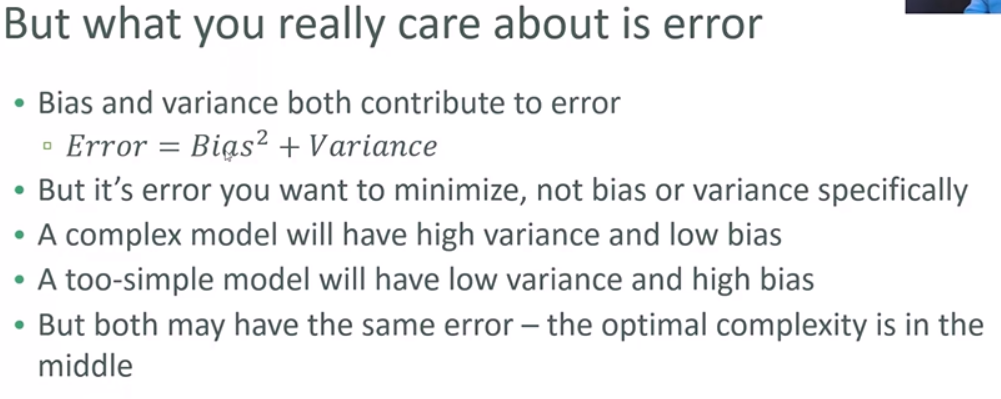 But what you really care about is error
• Bias and variance both contribute to error
▫ Error = Bias² + Variance
• But it’s error you want to minimize, not bias or variance specifically
• A complex model will have high variance and low bias
• A too-simple model will have low variance and high bias
• But both may have the same error – the optimal complexity is in the
middle